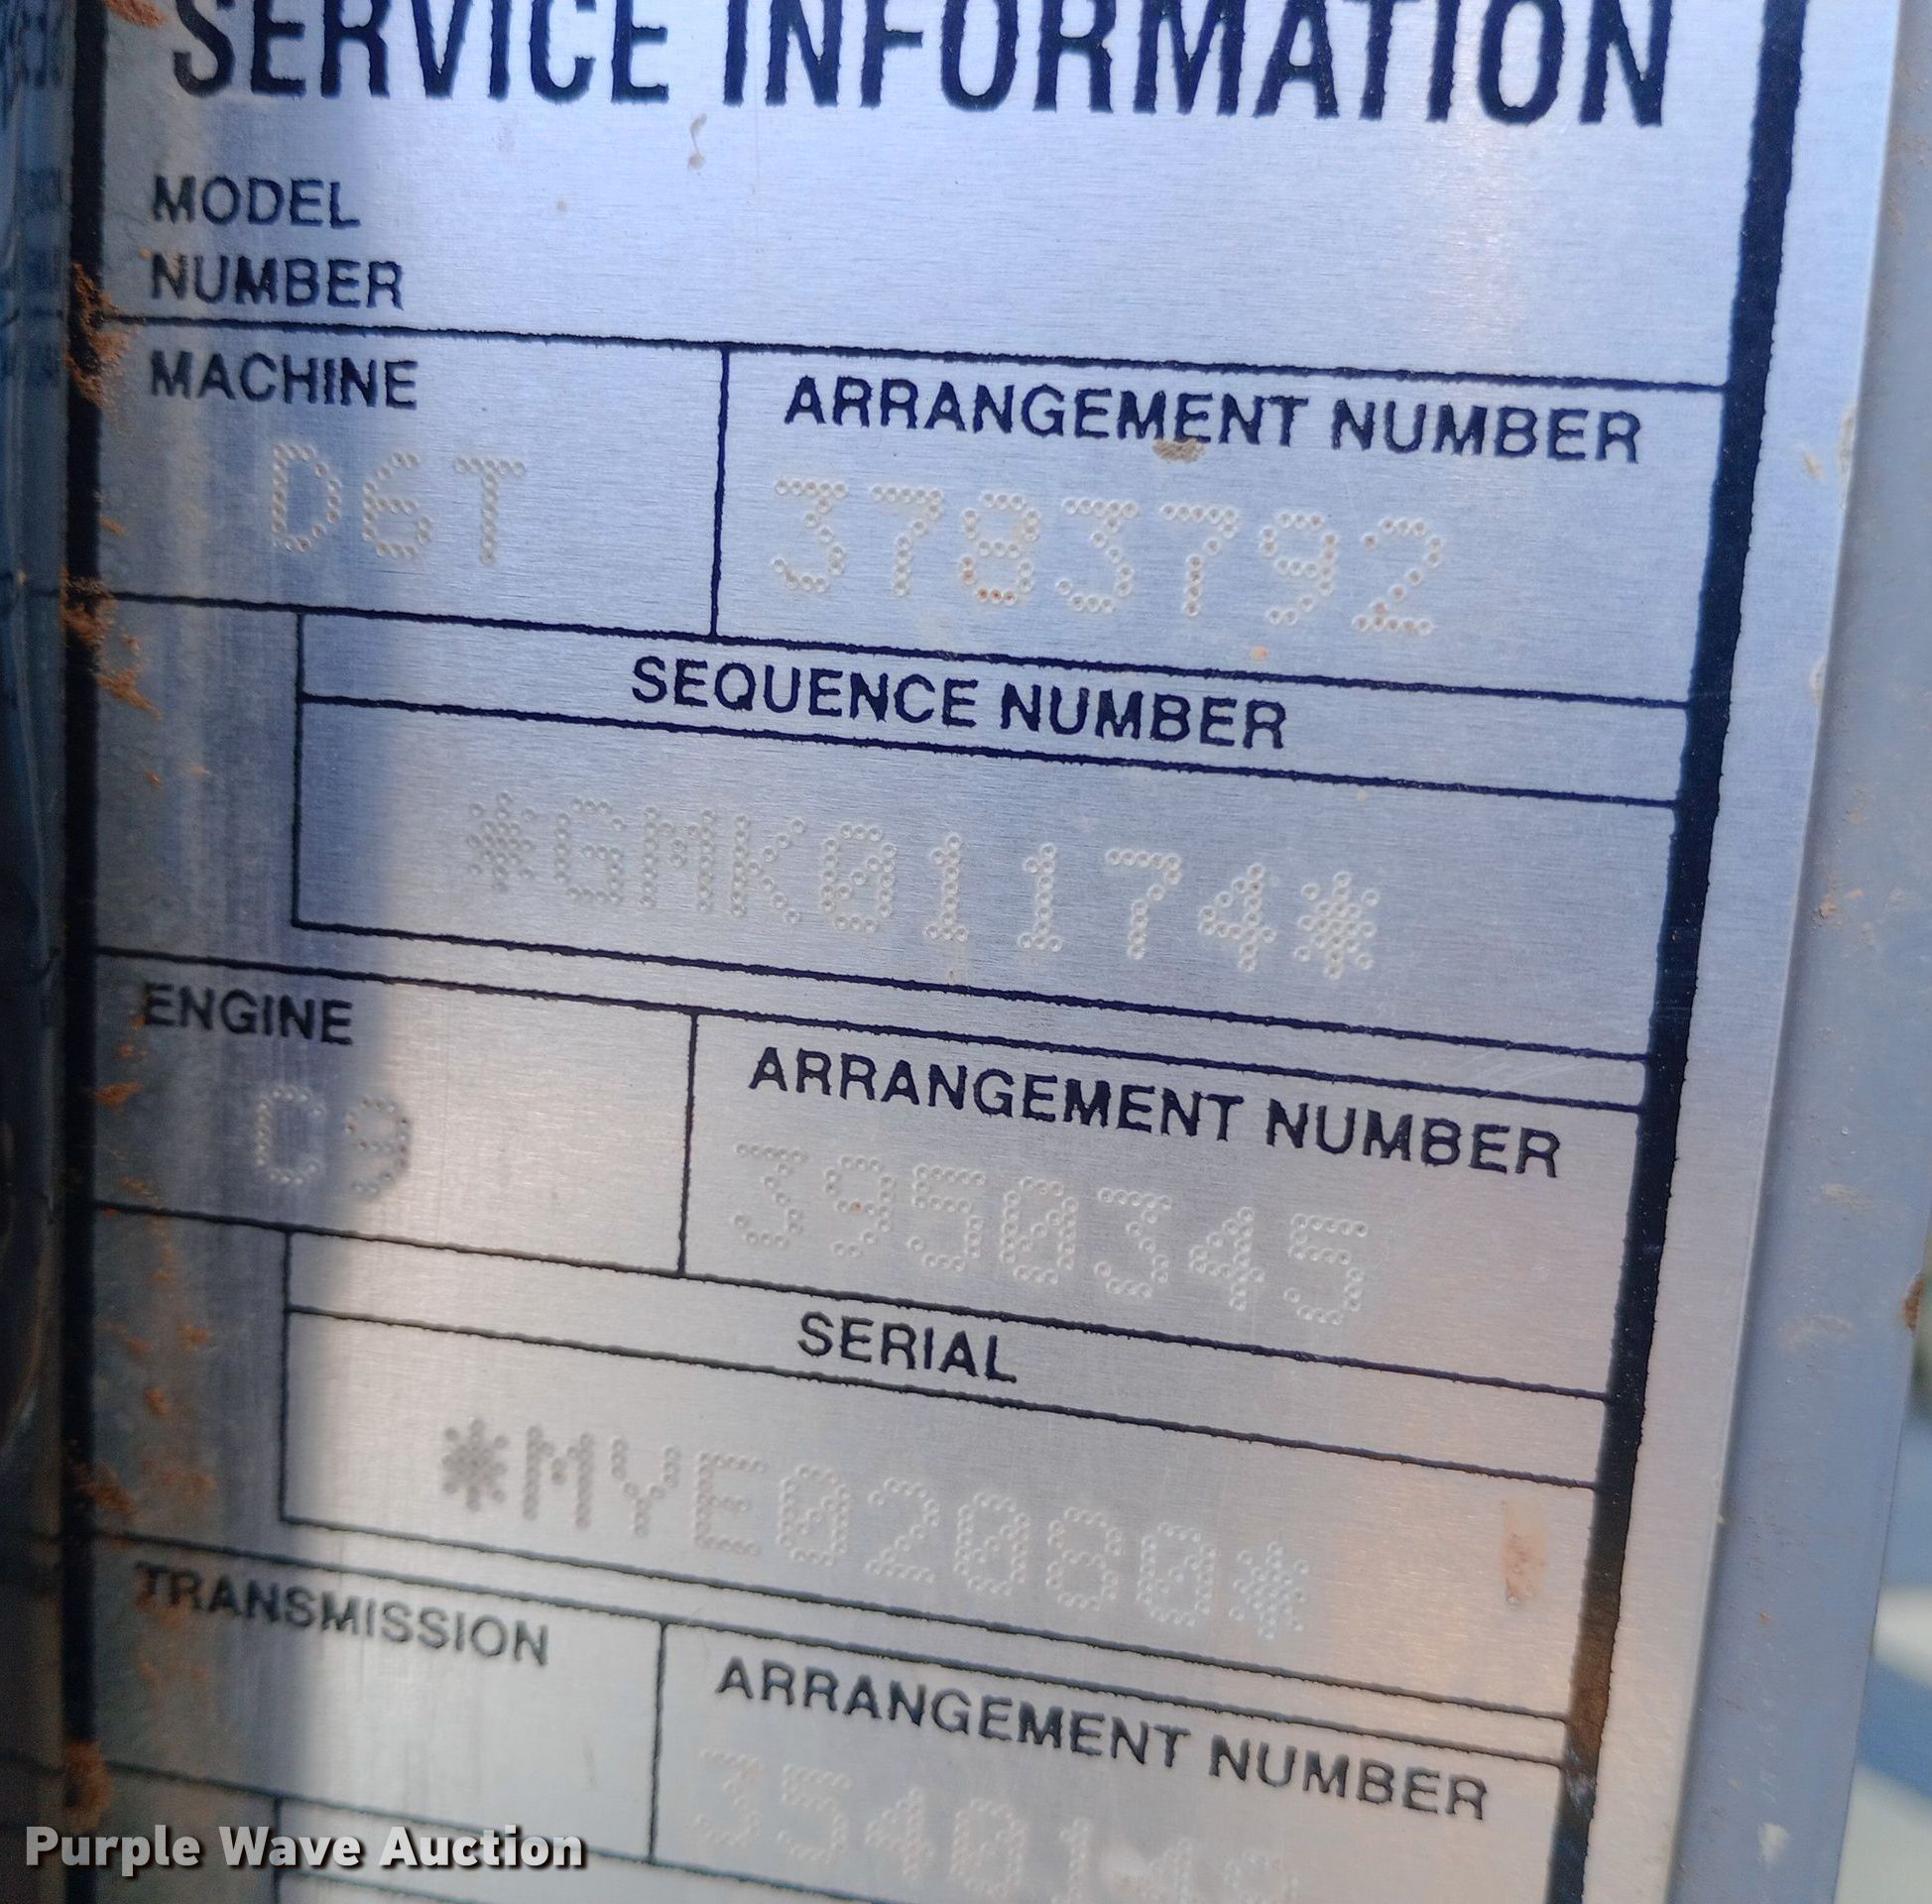 SERVICE INFORMATION
MODEL
NUMBER
MACHINE
ARRANGEMENT NUMBER
D6T
3783792
SEQUENCE NUMBER
*GMK01174*
ENGINE
ARRANGEMENT NUMBER
C9
3950345
SERIAL
*MYE02080*
TRANSMISSION
ARRANGEMENT NUMBER
Purple Wave Auction